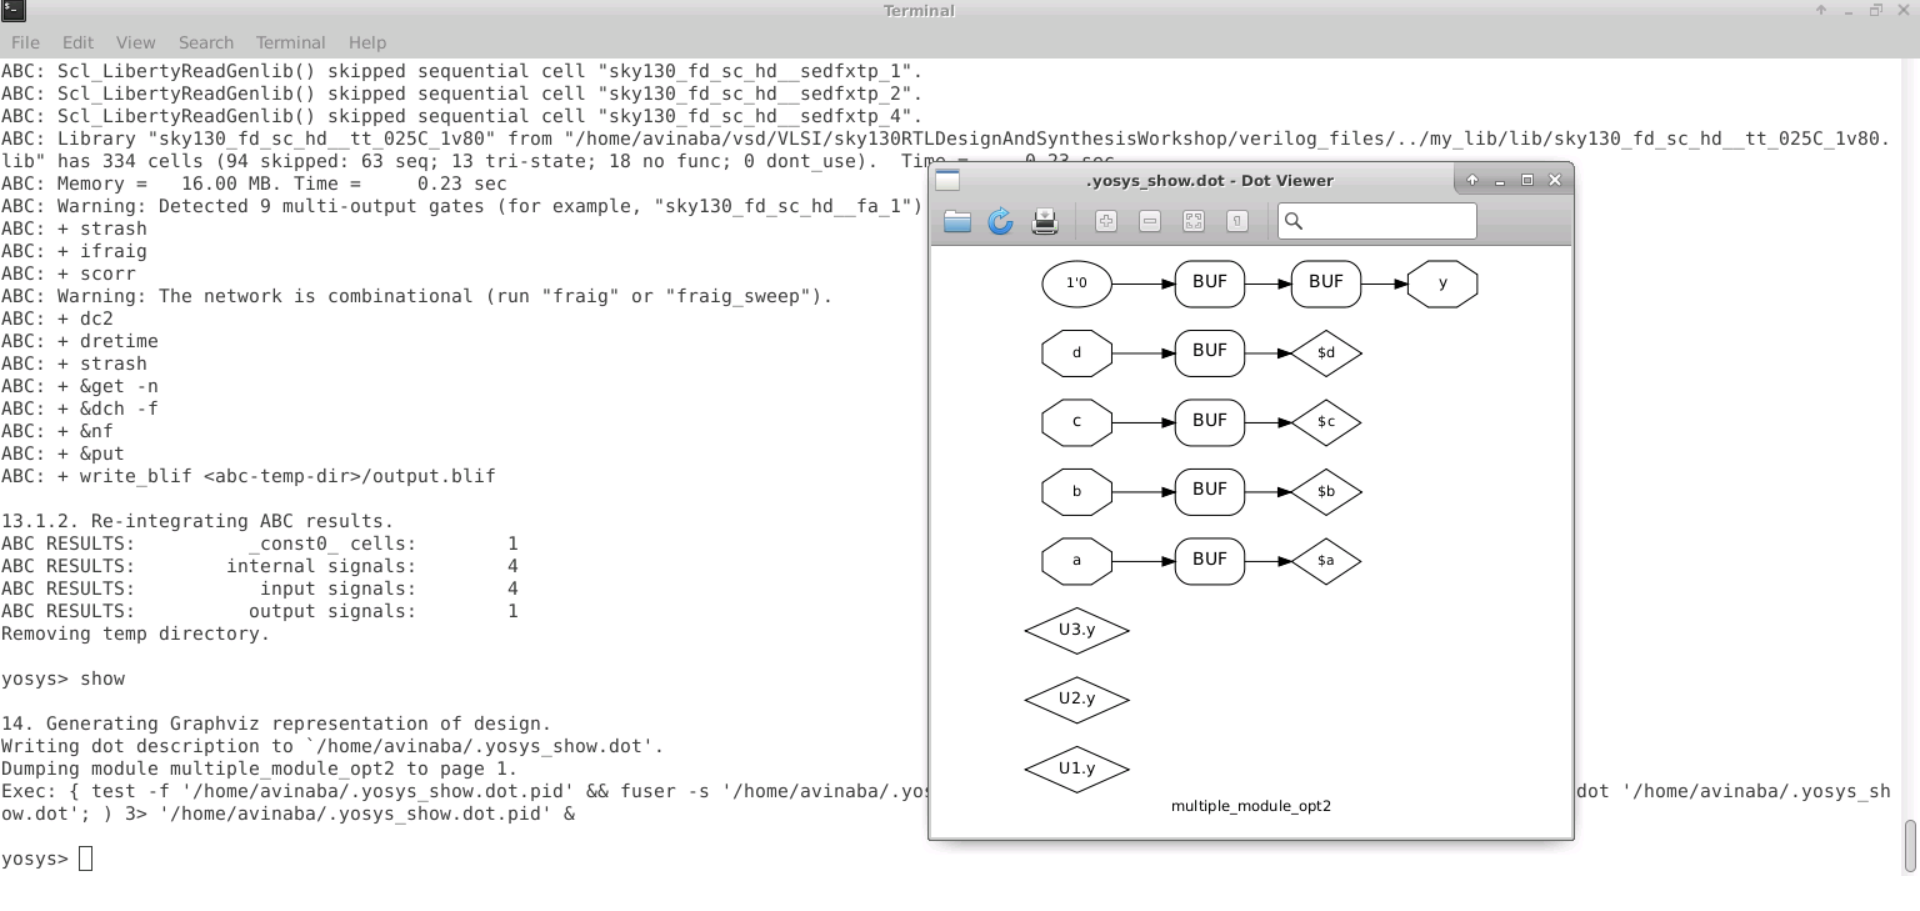 Terminal
File Edit View Search Terminal Help
ABC: Scl_LibertyReadGenlib() skipped sequential cell "sky130_fd_sc_hd__sedfxtp_1".
ABC: Scl_LibertyReadGenlib() skipped sequential cell "sky130_fd_sc_hd__sedfxtp_2".
ABC: Scl_LibertyReadGenlib() skipped sequential cell "sky130_fd_sc_hd__sedfxtp_4".
ABC: Library "sky130_fd_sc_hd__tt_025C_1v80" from "/home/avinaba/vsd/VLSI/sky130RTLDesignAndSynthesisWorkshop/verilog_files/../my_lib/lib/sky130_fd_sc_hd__tt_025C_1v80.
lib" has 334 cells (94 skipped: 63 seq; 13 tri-state; 18 no func; 0 dont_use).  Time =     0.23 sec
ABC: Memory =   16.00 MB. Time =     0.23 sec
ABC: Warning: Detected 9 multi-output gates (for example, "sky130_fd_sc_hd__fa_1")
ABC: + strash
ABC: + ifraig
ABC: + scorr
ABC: Warning: The network is combinational (run "fraig" or "fraig_sweep").
ABC: + dc2
ABC: + dretime
ABC: + strash
ABC: + &get -n
ABC: + &dch -f
ABC: + &nf
ABC: + &put
ABC: + write_blif <abc-temp-dir>/output.blif
13.1.2. Re-integrating ABC results.
ABC RESULTS:          _const0_ cells:        1
ABC RESULTS:        internal signals:        4
ABC RESULTS:           input signals:        4
ABC RESULTS:          output signals:        1
Removing temp directory.
yosys> show
14. Generating Graphviz representation of design.
Writing dot description to `/home/avinaba/.yosys_show.dot'.
Dumping module multiple_module_opt2 to page 1.
Exec: { test -f '/home/avinaba/.yosys_show.dot.pid' && fuser -s '/home/avinaba/.yos dot '/home/avinaba/.yosys_sh
ow.dot'; ) 3> '/home/avinaba/.yosys_show.dot.pid' &
yosys>
.yosys_show.dot - Dot Viewer
1'0 BUF BUF y
d BUF $d
c BUF $c
b BUF $b
a BUF $a
U3.y
U2.y
U1.y
multiple_module_opt2